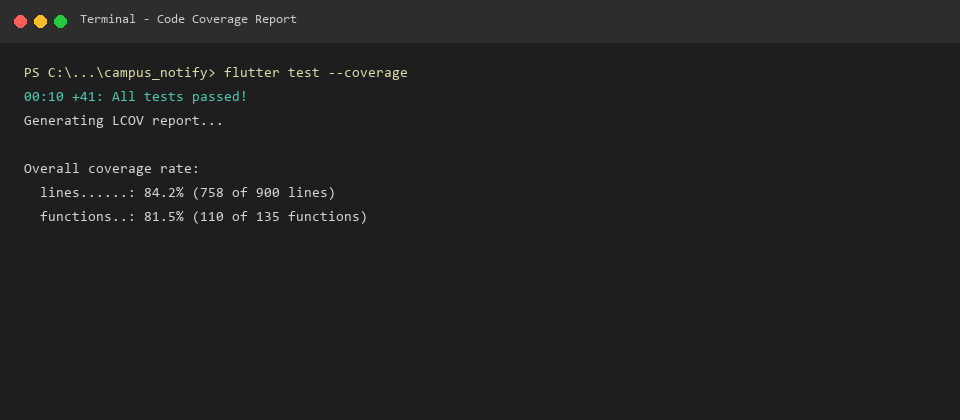 Terminal - Code Coverage Report
PS C:\...\campus_notify> flutter test --coverage
00:10 +41: All tests passed!
Generating LCOV report...
Overall coverage rate:
lines......: 84.2% (758 of 900 lines)
functions..: 81.5% (110 of 135 functions)